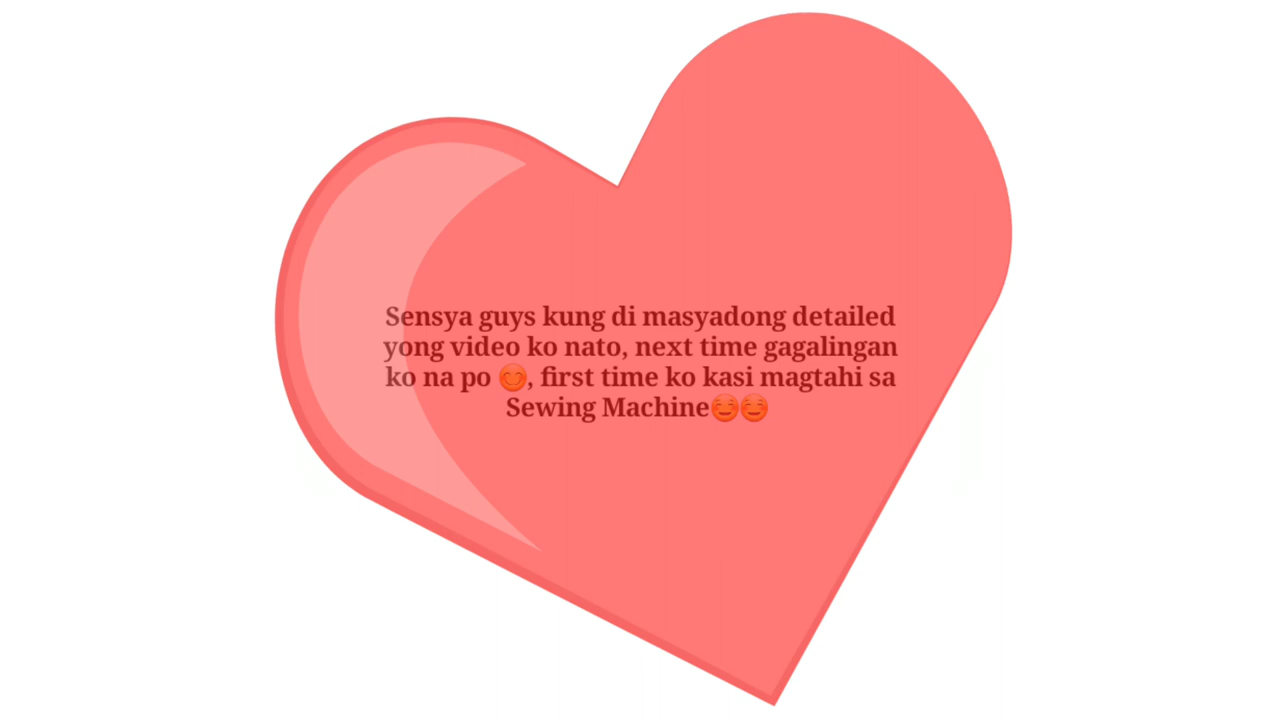 Sensya guys kung di masyadong detailed
yong video ko nato, next time gagalingan
ko na po 😊, first time ko kasi magtahi sa
Sewing Machine☺️☺️